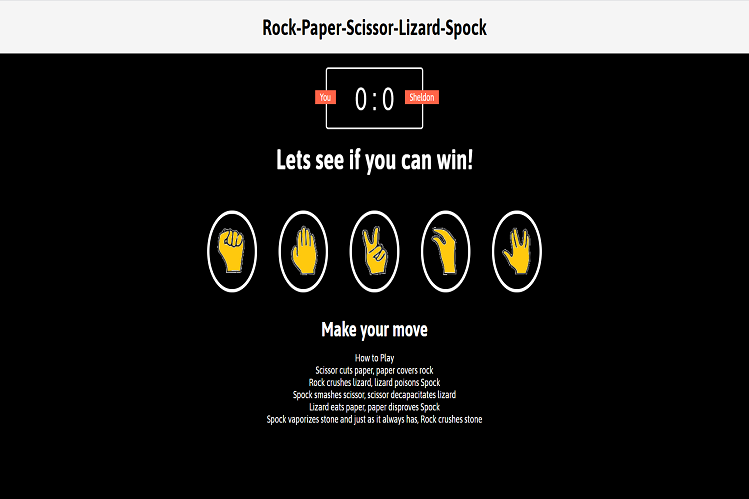 Rock-Paper-Scissor-Lizard-Spock
You 0 : 0 Sheldon
Lets see if you can win!
Make your move
How to Play
Scissor cuts paper, paper covers rock
Rock crushes lizard, lizard poisons Spock
Spock smashes scissor, scissor decapacitates lizard
Lizard eats paper, paper disproves Spock
Spock vaporizes stone and just as it always has, Rock crushes stone